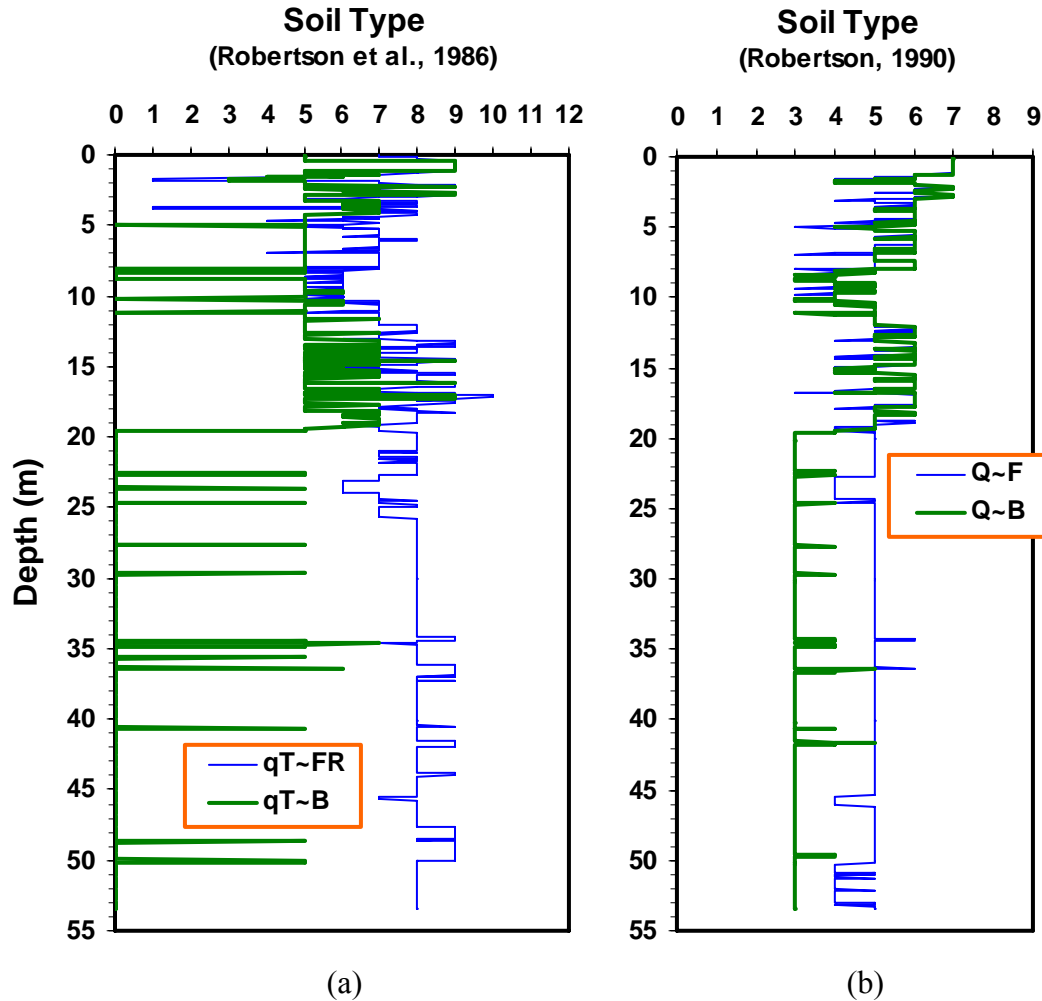 Soil Type
(Robertson et al., 1986)
0 1 2 3 4 5 6 7 8 9 10 11 12
0
5
10
15
20
25
30
35
40
45
50
55
Depth (m)
qT~FR
qT~B
(a)
Soil Type
(Robertson, 1990)
0 1 2 3 4 5 6 7 8 9
0
5
10
15
20
25
30
35
40
45
50
55
Q~F
Q~B
(b)